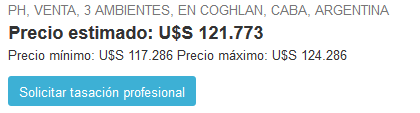 PH, VENTA, 3 AMBIENTES, EN COGHLAN, CABA, ARGENTINA
Precio estimado: U$S 121.773
Precio mínimo: U$S 117.286 Precio máximo: U$S 124.286
Solicitar tasación profesional